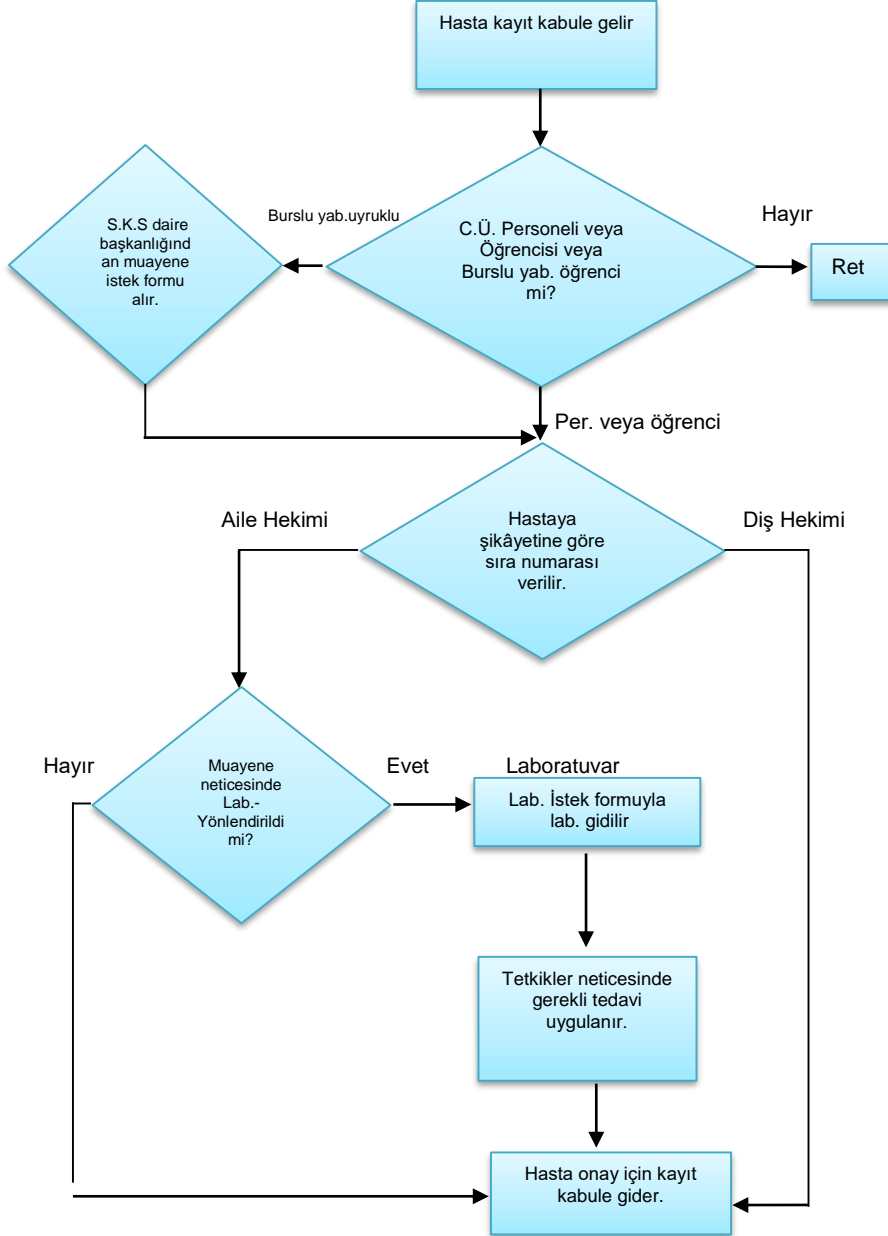 Hasta kayıt kabule gelir
S.K.S daire
başkanlığınd
an muayene
istek formu
alır.
Burslu yab.uyruklu
C.Ü. Personeli veya
Öğrencisi veya
Burslu yab. öğrenci
mi?
Hayır
Ret
Per. veya öğrenci
Aile Hekimi
Hastaya
şikâyetine göre
sıra numarası
verilir.
Diş Hekimi
Hayır
Muayene
neticesinde
Lab.-
Yönlendirildi
mi?
Evet
Laboratuvar
Lab. İstek formuyla
lab. gidilir
Tetkikler neticesinde
gerekli tedavi
uygulanır.
Hasta onay için kayıt
kabule gider.